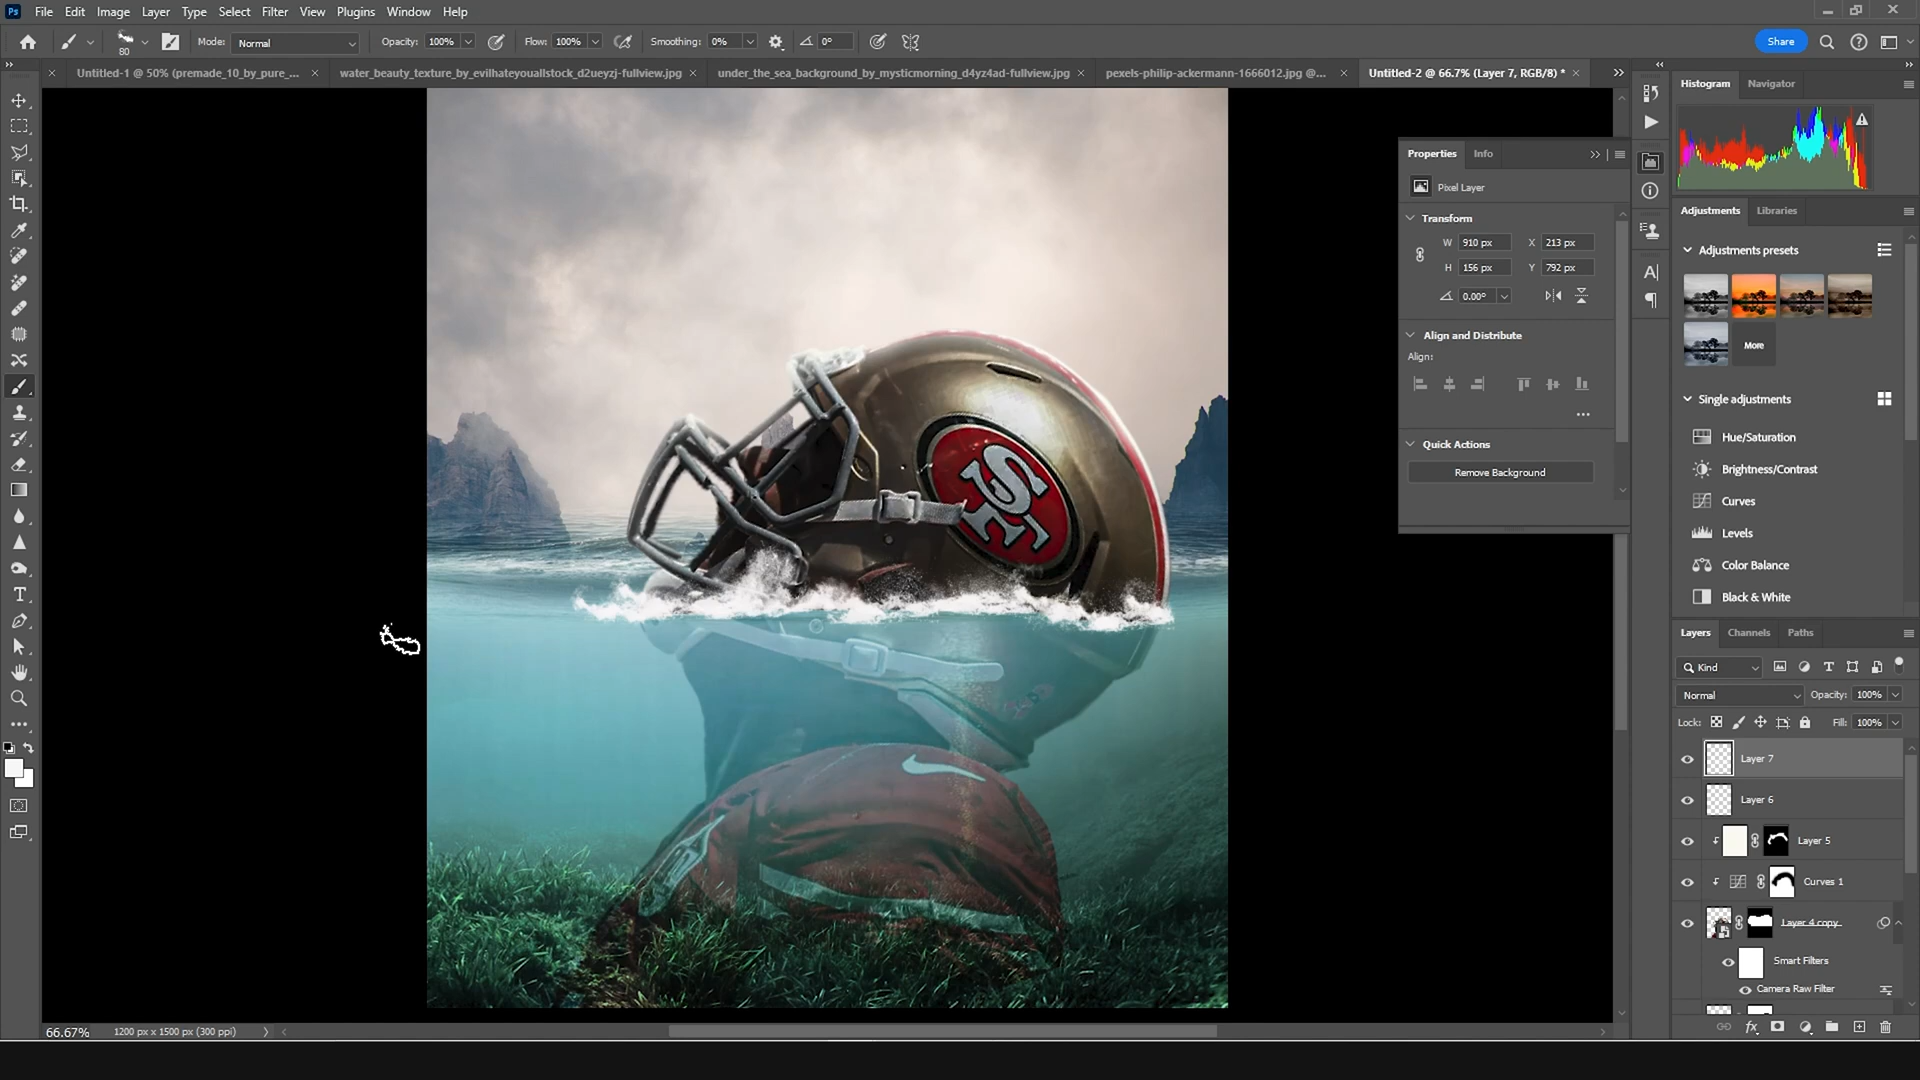 Ps File Edit Image Layer Type Select Filter View Plugins Window Help
80 Mode: Normal Opacity: 100% Flow: 100% Smoothing: 0% 0° Share
Untitled-1 @ 50% (premade_10_by_pure_... water_beauty_texture_by_evilhateyouallstock_d2ueyzj-fullview.jpg under_the_sea_background_by_mysticmorning_d4yz4ad-fullview.jpg pexels-philip-ackermann-1666012.jpg @... Untitled-2 @ 66.7% (Layer 7, RGB/8) *
Histogram Navigator
Properties Info
Pixel Layer
Transform
W 910 px X 213 px
H 156 px Y 792 px
0.00°
Align and Distribute
Align:
Quick Actions
Remove Background
Adjustments Libraries
Adjustments presets
More
Single adjustments
Hue/Saturation
Brightness/Contrast
Curves
Levels
Color Balance
Black & White
Layers Channels Paths
Kind
Normal Opacity: 100%
Lock: Fill: 100%
Layer 7
Layer 6
Layer 5
Curves 1
Layer 4 copy
Smart Filters
Camera Raw Filter
SF
66.67% 1200 px x 1500 px (300 ppi)